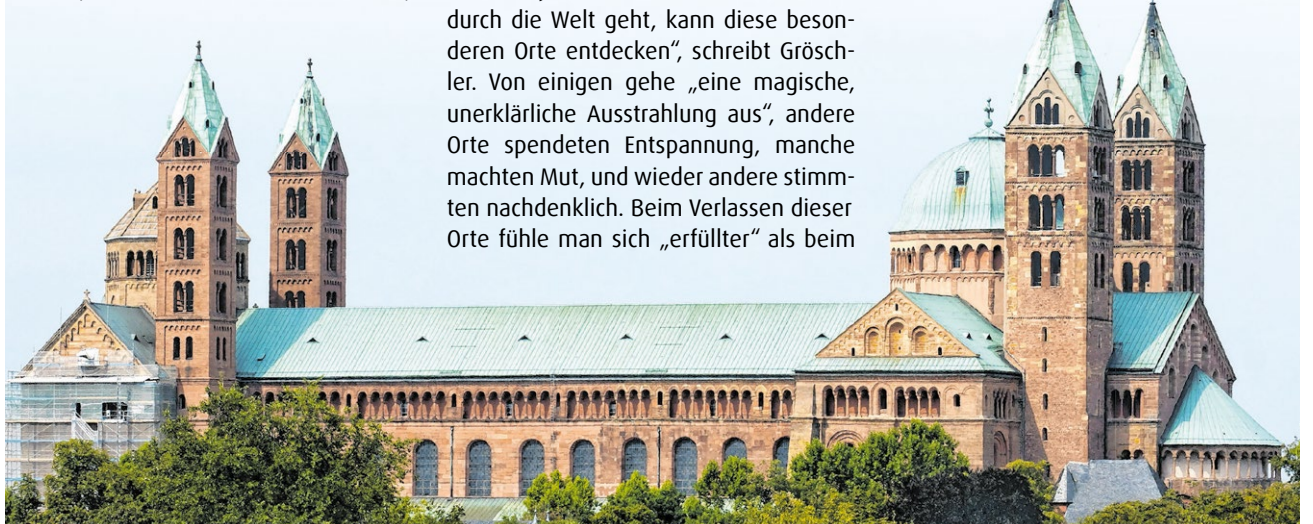 durch die Welt geht, kann diese beson-
deren Orte entdecken“, schreibt Grösch-
ler. Von einigen gehe „eine magische,
unerklärliche Ausstrahlung aus“, andere
Orte spendeten Entspannung, manche
machten Mut, und wieder andere stimm-
ten nachdenklich. Beim Verlassen dieser
Orte fühle man sich „erfüllter“ als beim